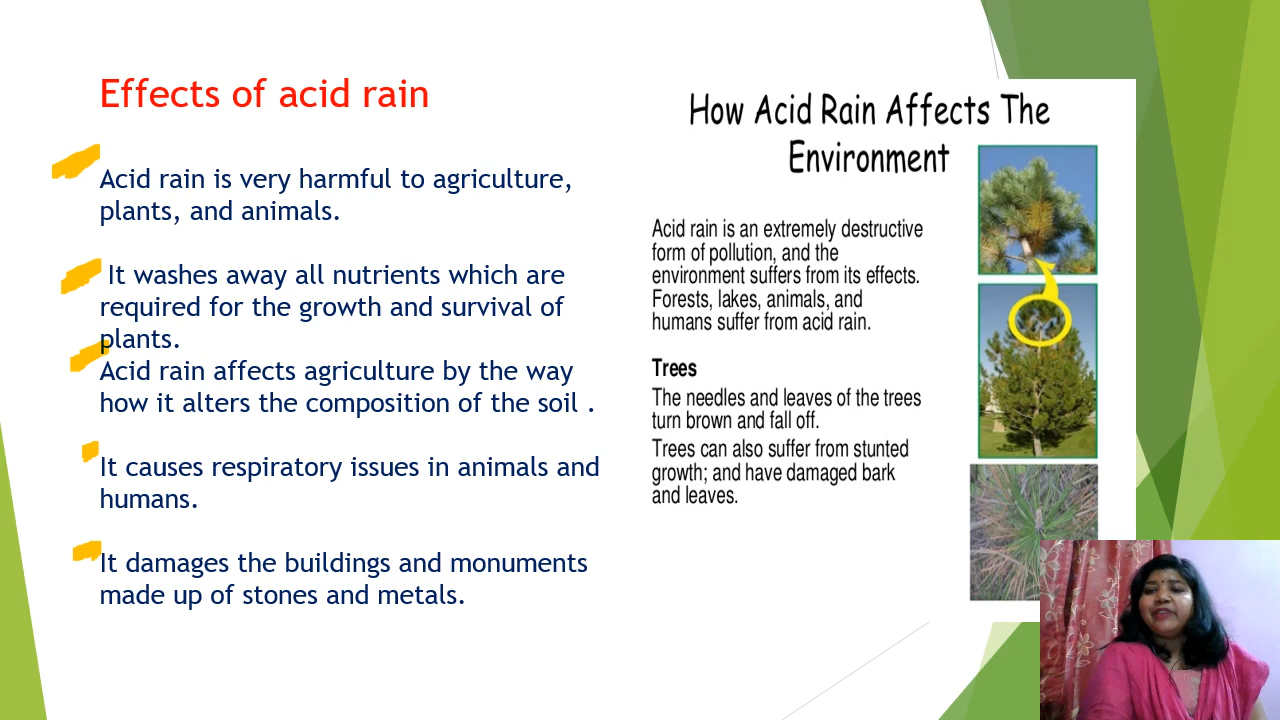 Effects of acid rain
Acid rain is very harmful to agriculture,
plants, and animals.
It washes away all nutrients which are
required for the growth and survival of
plants.
Acid rain affects agriculture by the way
how it alters the composition of the soil .
It causes respiratory issues in animals and
humans.
It damages the buildings and monuments
made up of stones and metals.
How Acid Rain Affects The
Environment
Acid rain is an extremely destructive
form of pollution, and the
environment suffers from its effects.
Forests, lakes, animals, and
humans suffer from acid rain.
Trees
The needles and leaves of the trees
turn brown and fall off.
Trees can also suffer from stunted
growth; and have damaged bark
and leaves.